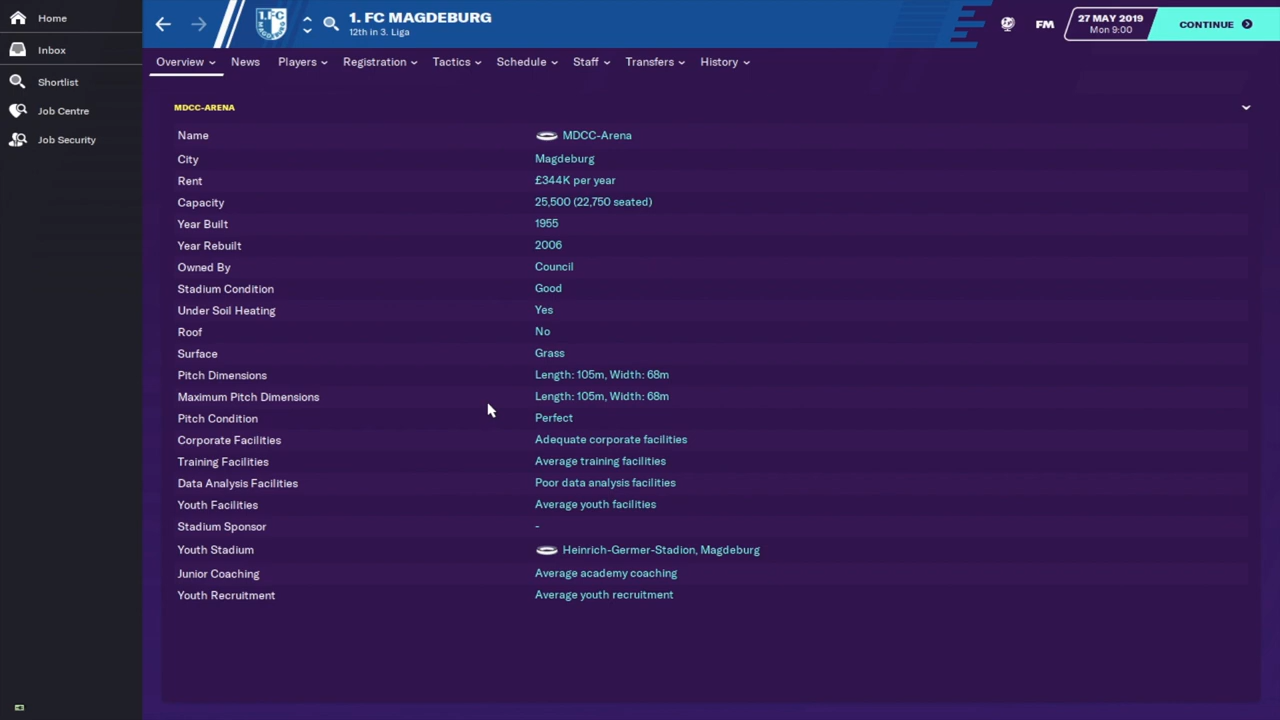 Home
Inbox
Shortlist
Job Centre
Job Security
1. FC MAGDEBURG
12th in 3. Liga
FM
27 MAY 2019
Mon 9:00
CONTINUE
Overview
News
Players
Registration
Tactics
Schedule
Staff
Transfers
History
MDCC-ARENA
Name MDCC-Arena
City Magdeburg
Rent £344K per year
Capacity 25,500 (22,750 seated)
Year Built 1955
Year Rebuilt 2006
Owned By Council
Stadium Condition Good
Under Soil Heating Yes
Roof No
Surface Grass
Pitch Dimensions Length: 105m, Width: 68m
Maximum Pitch Dimensions Length: 105m, Width: 68m
Pitch Condition Perfect
Corporate Facilities Adequate corporate facilities
Training Facilities Average training facilities
Data Analysis Facilities Poor data analysis facilities
Youth Facilities Average youth facilities
Stadium Sponsor -
Youth Stadium Heinrich-Germer-Stadion, Magdeburg
Junior Coaching Average academy coaching
Youth Recruitment Average youth recruitment